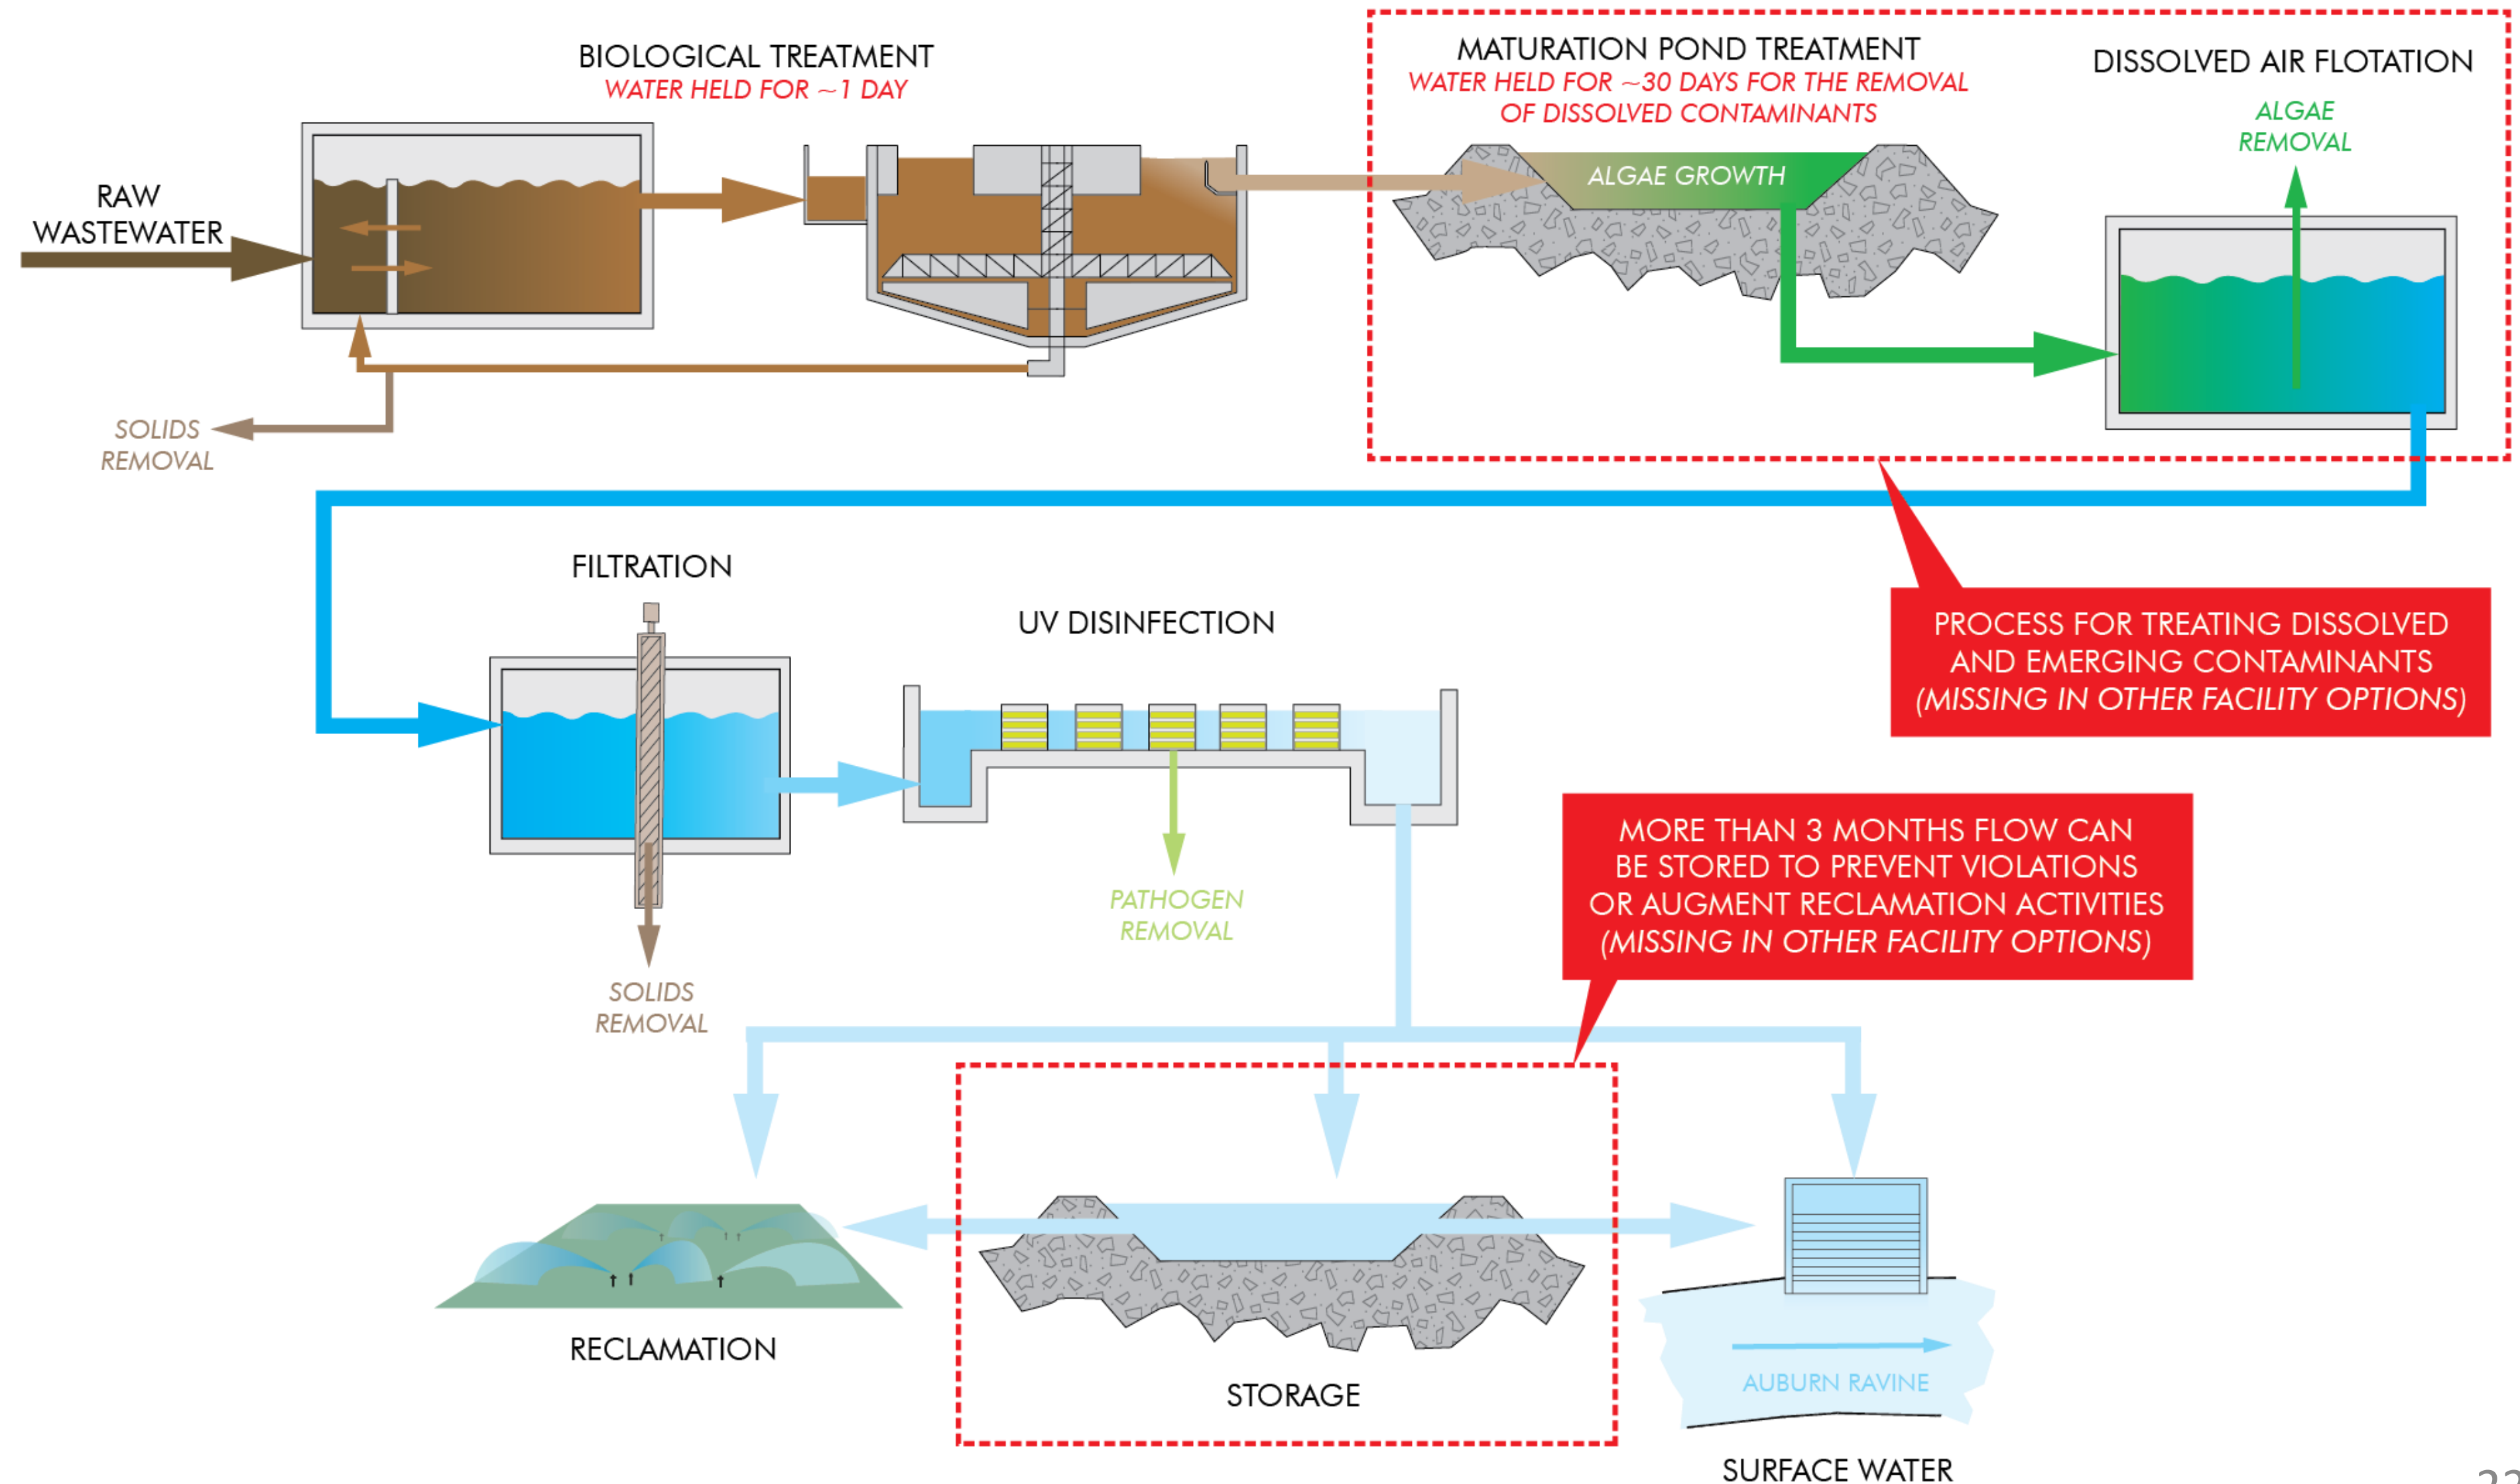 BIOLOGICAL TREATMENT
WATER HELD FOR ~1 DAY
MATURATION POND TREATMENT
WATER HELD FOR ~30 DAYS FOR THE REMOVAL
OF DISSOLVED CONTAMINANTS
DISSOLVED AIR FLOTATION
ALGAE
REMOVAL
RAW
WASTEWATER
ALGAE GROWTH
SOLIDS
REMOVAL
FILTRATION
UV DISINFECTION
PROCESS FOR TREATING DISSOLVED
AND EMERGING CONTAMINANTS
(MISSING IN OTHER FACILITY OPTIONS)
MORE THAN 3 MONTHS FLOW CAN
BE STORED TO PREVENT VIOLATIONS
OR AUGMENT RECLAMATION ACTIVITIES
(MISSING IN OTHER FACILITY OPTIONS)
PATHOGEN
REMOVAL
SOLIDS
REMOVAL
RECLAMATION
STORAGE
AUBURN RAVINE
SURFACE WATER